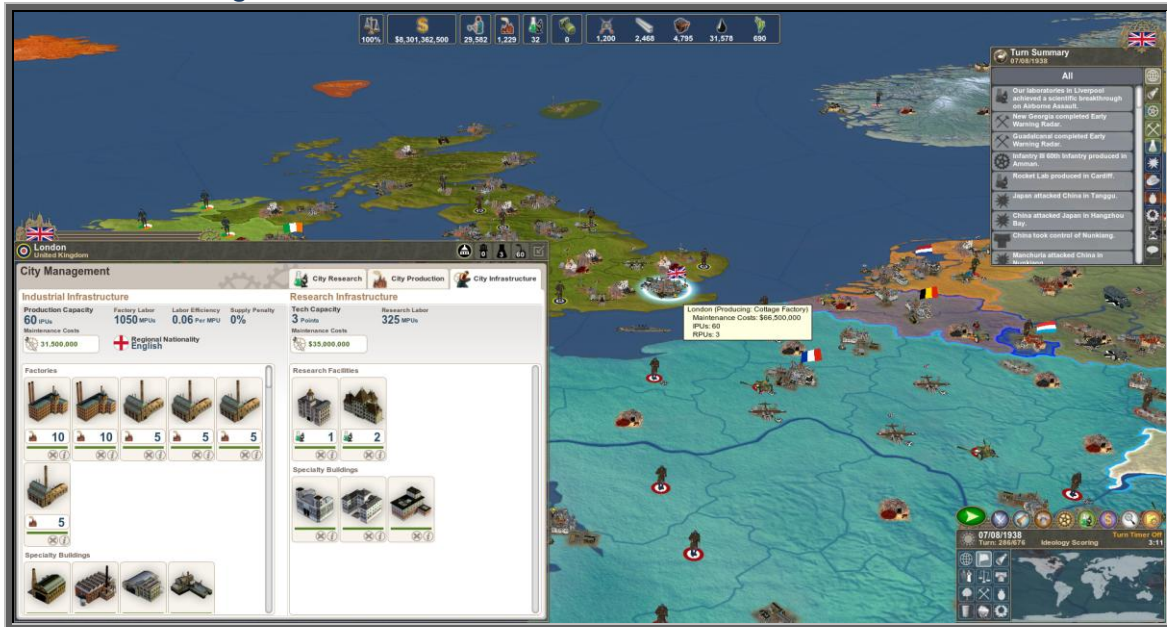 100%
$8,301,362,500
29,582
1,229
32
0
1,200
2,468
4,795
31,578
690
Turn Summary
07/08/1938
All
Our laboratories in Liverpool
achieved a scientific breakthrough
on Airborne Assault.
New Georgia completed Early
Warning Radar.
Guadalcanal completed Early
Warning Radar.
Infantry III 60th Infantry produced in
Amman.
Rocket Lab produced in Cardiff.
Japan attacked China in Tanggu.
China attacked Japan in Hangzhou
Bay.
China took control of Nunkiang.
Manchuria attacked China in
Nunkiang.
London
United Kingdom
0
3
60
City Management
City Research
City Production
City Infrastructure
Industrial Infrastructure
Production Capacity
60 IPUs
Factory Labor
1050 MPUs
Labor Efficiency
0.06 Per MPU
Supply Penalty
0%
Maintenance Costs
31,500,000
Regional Nationality
English
Research Infrastructure
Tech Capacity
3 Points
Research Labor
325 MPUs
Maintenance Costs
$35,000,000
Factories
10
10
5
5
5
5
Specialty Buildings
Research Facilities
1
2
Specialty Buildings
London (Producing: Cottage Factory)
Maintenance Costs: $66,500,000
IPUs: 60
RPUs: 3
07/08/1938
Turn: 286/676
Ideology Scoring
Turn Timer Off
3:11